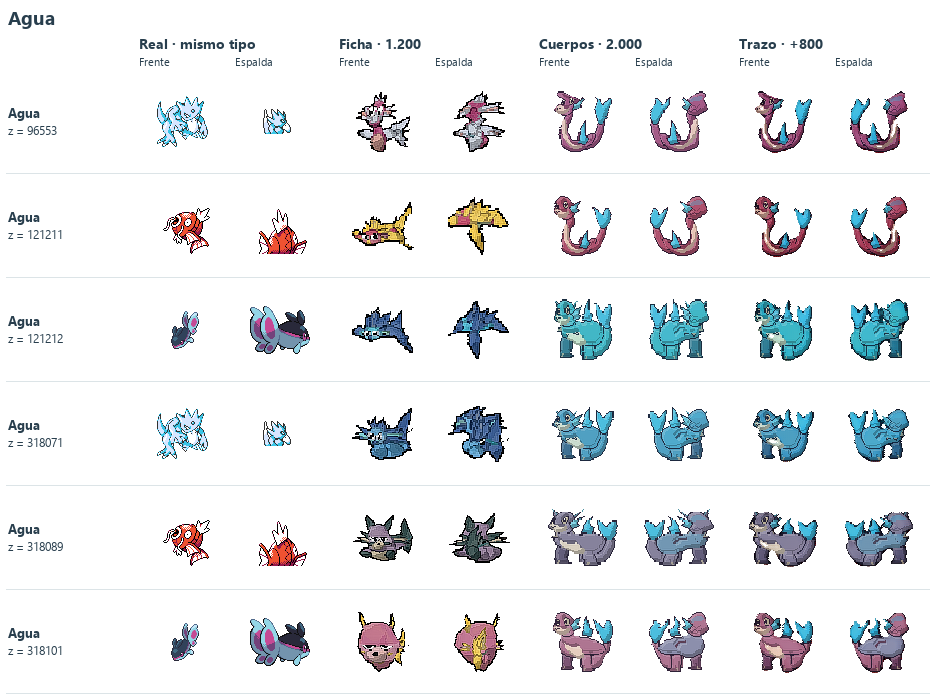 Agua
Real · mismo tipo Ficha · 1.200 Cuerpos · 2.000 Trazo · +800
Frente Espalda Frente Espalda Frente Espalda Frente Espalda
Agua
z = 96553
Agua
z = 121211
Agua
z = 121212
Agua
z = 318071
Agua
z = 318089
Agua
z = 318101